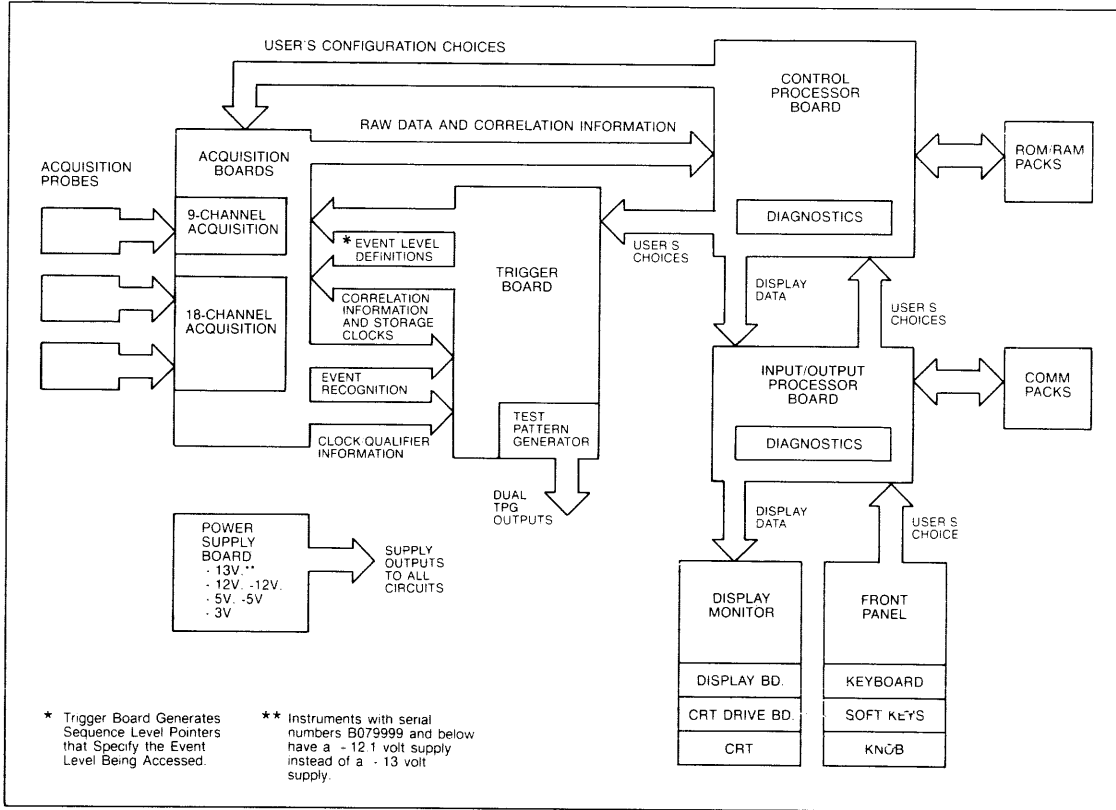 USER'S CONFIGURATION CHOICES
CONTROL
PROCESSOR
BOARD
DIAGNOSTICS
ROM/RAM
PACKS
RAW DATA AND CORRELATION INFORMATION
ACQUISITION
BOARDS
ACQUISITION
PROBES
9-CHANNEL
ACQUISITION
18-CHANNEL
ACQUISITION
* EVENT LEVEL
DEFINITIONS
CORRELATION
INFORMATION
AND STORAGE
CLOCKS
EVENT
RECOGNITION
CLOCK QUALIFIER
INFORMATION
TRIGGER
BOARD
TEST
PATTERN
GENERATOR
DUAL
TPG
OUTPUTS
USER S
CHOICES
DISPLAY
DATA
USER S
CHOICES
INPUT/OUTPUT
PROCESSOR
BOARD
DIAGNOSTICS
COMM
PACKS
DISPLAY
DATA
USER S
CHOICE
POWER
SUPPLY
BOARD
- 13V.**
- 12V. -12V.
- 5V. -5V
- 3V
SUPPLY
OUTPUTS
TO ALL
CIRCUITS
DISPLAY
MONITOR
DISPLAY BD.
CRT DRIVE BD.
CRT
FRONT
PANEL
KEYBOARD
SOFT KEYS
KNOB
* Trigger Board Generates
Sequence Level Pointers
that Specify the Event
Level Being Accessed.
** Instruments with serial
numbers B079999 and below
have a - 12.1 volt supply
instead of a - 13 volt
supply.